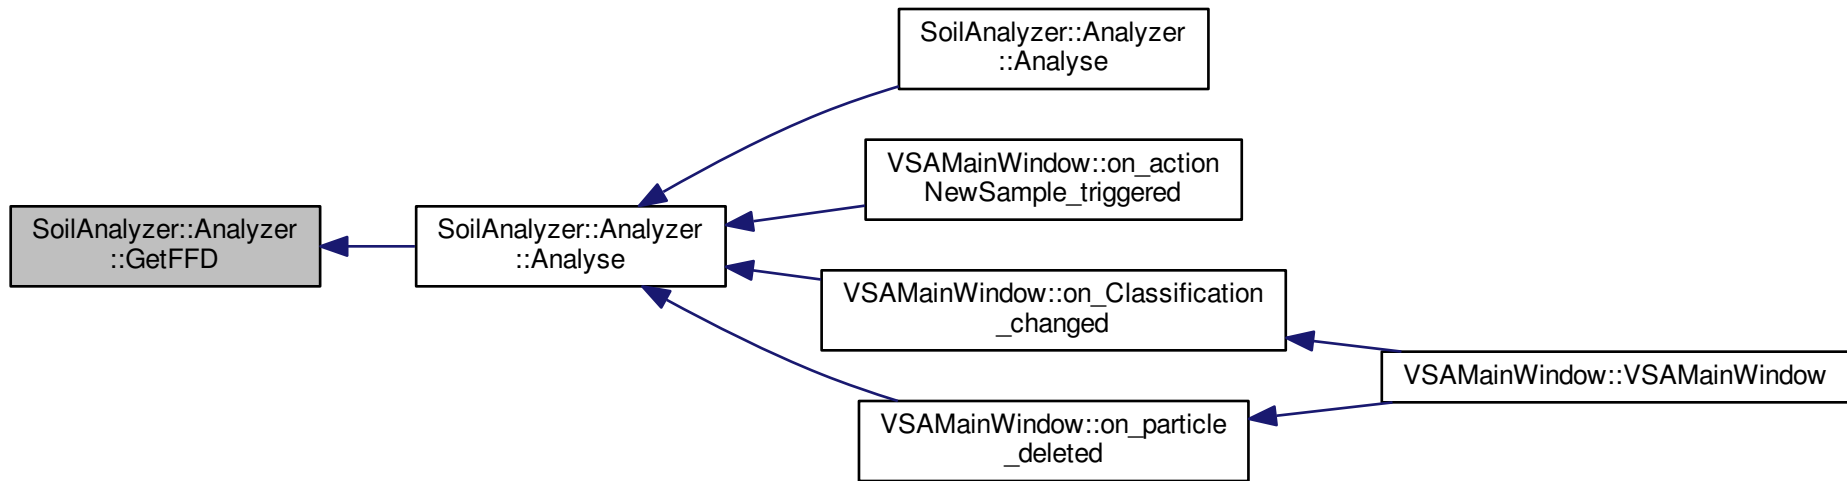 SoilAnalyzer::Analyzer
::GetFFD
SoilAnalyzer::Analyzer
::Analyse
SoilAnalyzer::Analyzer
::Analyse
VSAMainWindow::on_action
NewSample_triggered
VSAMainWindow::on_Classification
_changed
VSAMainWindow::on_particle
_deleted
VSAMainWindow::VSAMainWindow